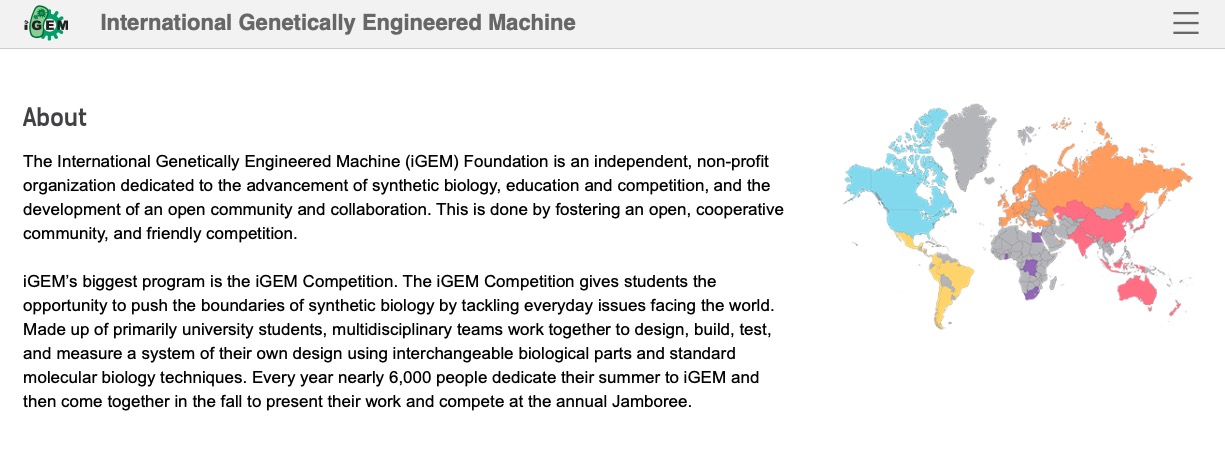 iGEM
International Genetically Engineered Machine
About
The International Genetically Engineered Machine (iGEM) Foundation is an independent, non-profit
organization dedicated to the advancement of synthetic biology, education and competition, and the
development of an open community and collaboration. This is done by fostering an open, cooperative
community, and friendly competition.
iGEM’s biggest program is the iGEM Competition. The iGEM Competition gives students the
opportunity to push the boundaries of synthetic biology by tackling everyday issues facing the world.
Made up of primarily university students, multidisciplinary teams work together to design, build, test,
and measure a system of their own design using interchangeable biological parts and standard
molecular biology techniques. Every year nearly 6,000 people dedicate their summer to iGEM and
then come together in the fall to present their work and compete at the annual Jamboree.